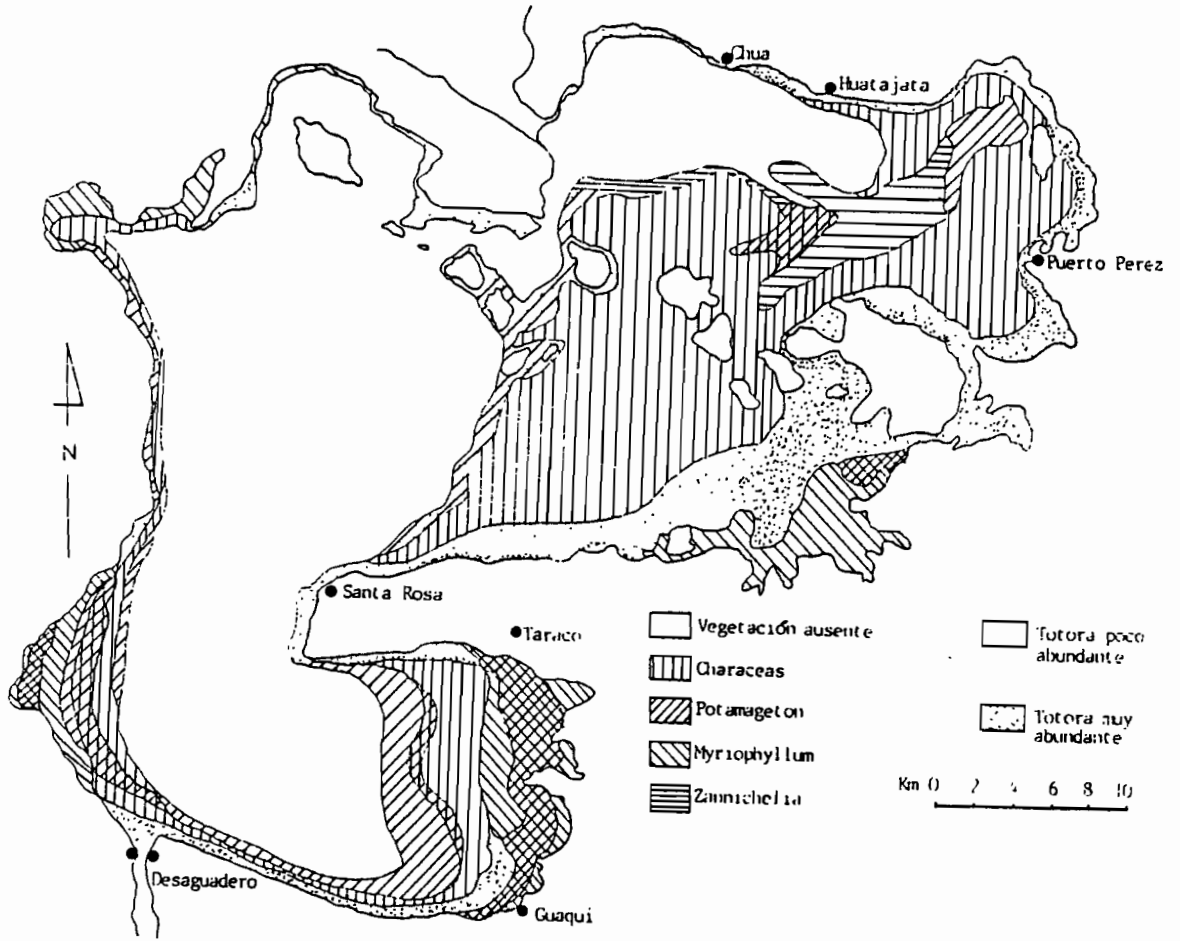 Chua
Huatajata
Puerto Perez
N
Santa Rosa
Taraco
Vegetación ausente
Characeas
Potamageton
Myriophyllum
Zannichelia
Totora poco
abundante
Totora muy
abundante
Km 0 2 4 6 8 10
Desaguadero
Guaqui